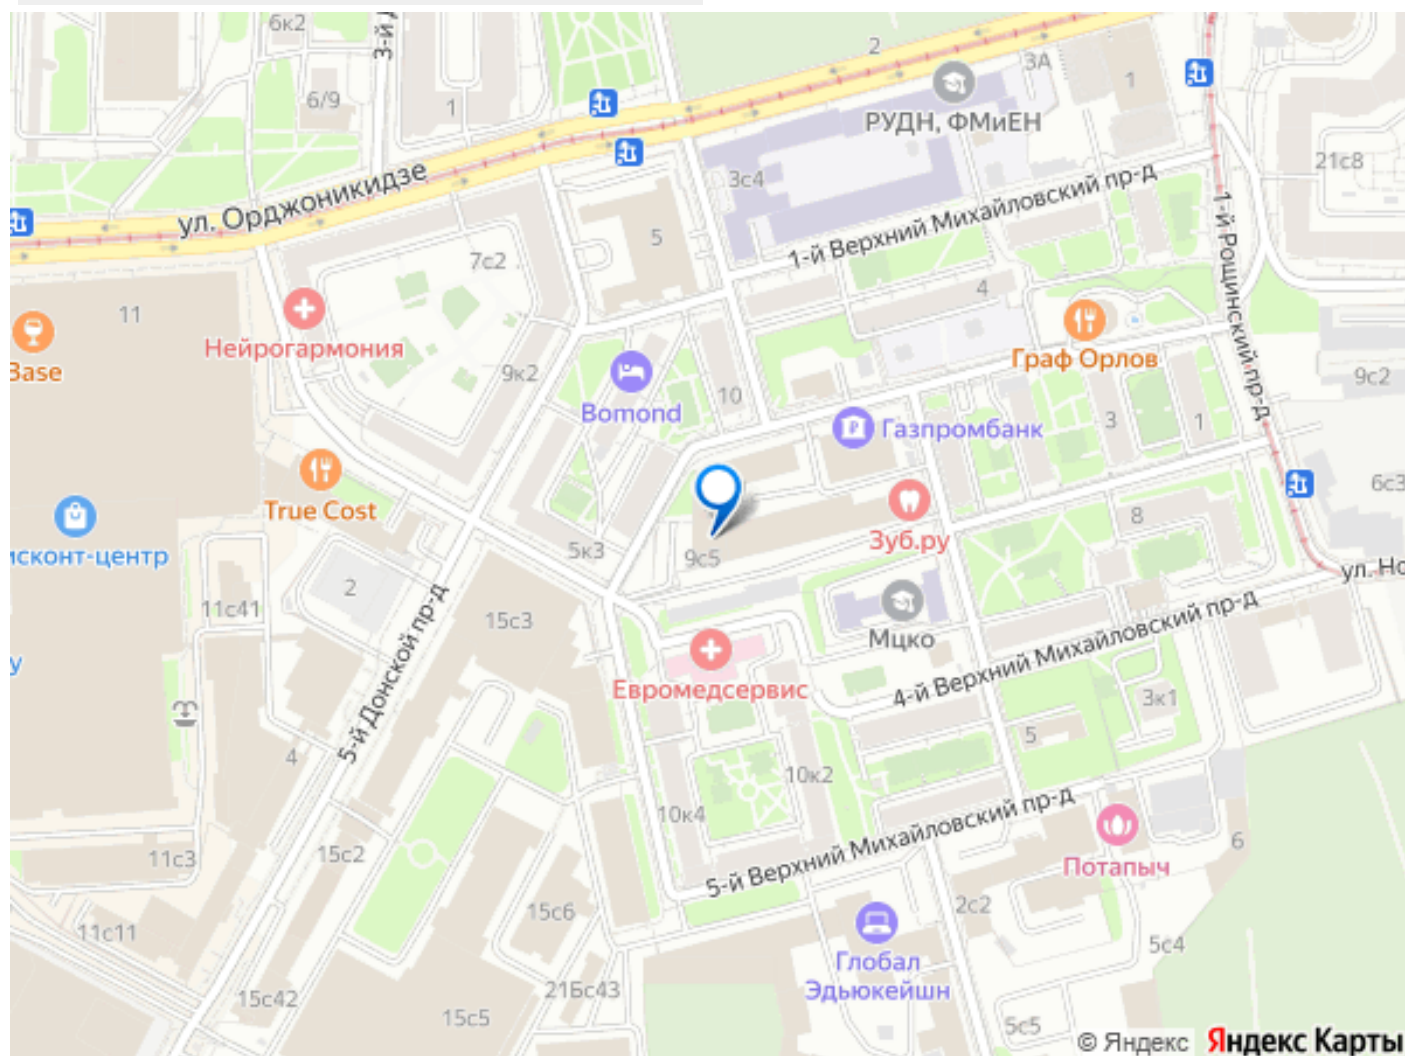 6к2
3-й
2
3А
1
6/9
1
РУДН, ФМиЕН
21с8
3с4
ул. Орджоникидзе
1-й Верхний Михайловский пр-д
1-й Рощинский пр-д
5
7с2
4
11
Нейрогармония
Base
Граф Орлов
9к2
9с2
10
Bomond
3
1
Газпромбанк
6с3
True Cost
8
исконт-центр
5к3
9с5
Зуб.ру
ул. Но
2
11с41
15с3
Мцко
4-й Верхний Михайловский пр-д
у
Евромедсервис
5-й Донской пр-д
3к1
5
4
10к2
10к4
5-й Верхний Михайловский пр-д
6
15с2
11с3
Потапыч
2с2
15с6
11с11
5с4
Глобал
Эдьюкейшн
21Бс43
15с42
15с5
5с5
© Яндекс Яндекс Карты